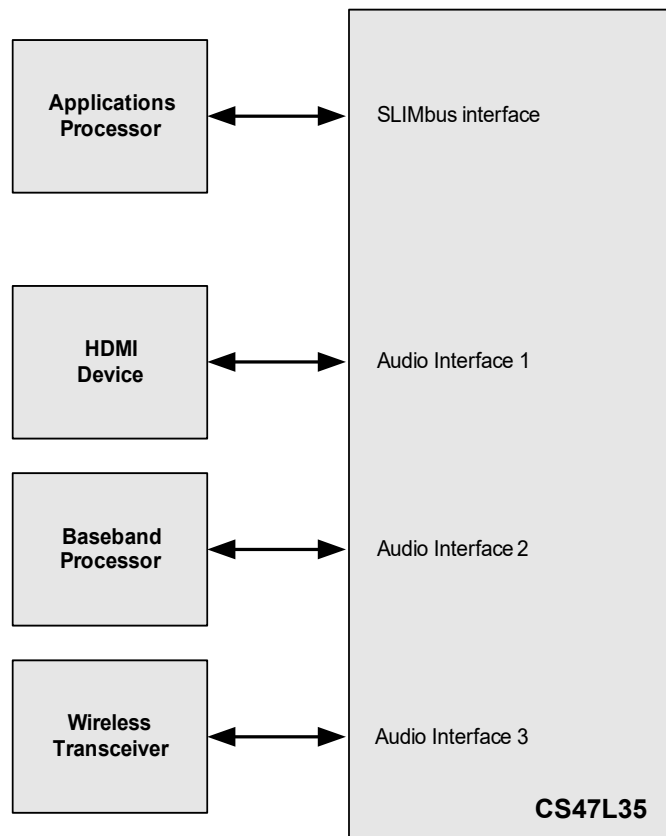 Applications
Processor
SLIMbus interface
HDMI
Device
Audio Interface 1
Baseband
Processor
Audio Interface 2
Wireless
Transceiver
Audio Interface 3
CS47L35